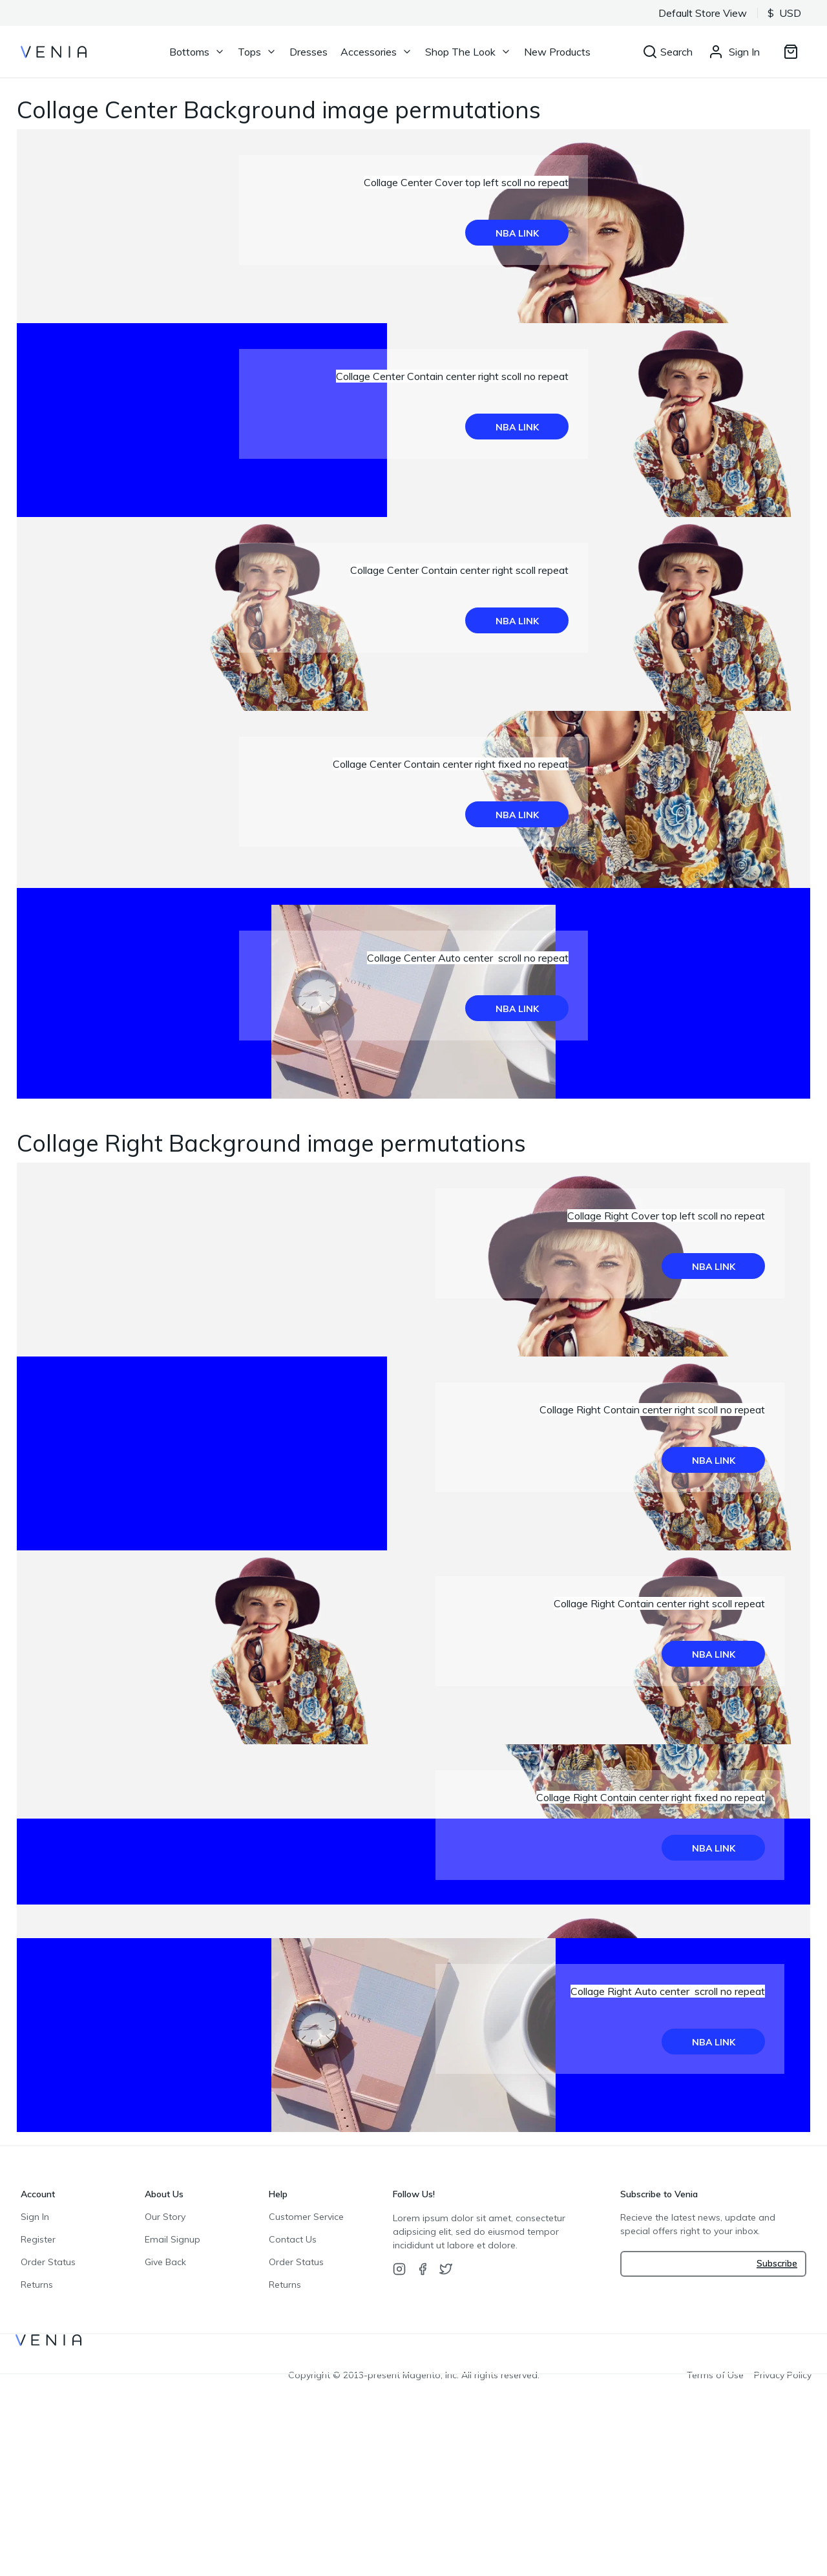 Default Store View
$ USD
VENIA
Bottoms
Tops
Dresses
Accessories
Shop The Look
New Products
Search
Sign In
Collage Center Background image permutations
Collage Center Cover top left scoll no repeat
NBA LINK
Collage Center Contain center right scoll no repeat
NBA LINK
Collage Center Contain center right scoll repeat
NBA LINK
Collage Center Contain center right fixed no repeat
NBA LINK
Collage Center Auto center scroll no repeat
NOTES
NBA LINK
Collage Right Background image permutations
Collage Right Cover top left scoll no repeat
NBA LINK
Collage Right Contain center right scoll no repeat
NBA LINK
Collage Right Contain center right scoll repeat
NBA LINK
Collage Right Contain center right fixed no repeat
NBA LINK
Collage Right Auto center scroll no repeat
NOTES
NBA LINK
Account
Sign In
Register
Order Status
Returns
About Us
Our Story
Email Signup
Give Back
Help
Customer Service
Contact Us
Order Status
Returns
Follow Us!
Lorem ipsum dolor sit amet, consectetur
adipsicing elit, sed do eiusmod tempor
incididunt ut labore et dolore.
Subscribe to Venia
Recieve the latest news, update and
special offers right to your inbox.
Subscribe
VENIA
Copyright © 2013-present Magento, Inc. All rights reserved.
Terms of Use
Privacy Policy